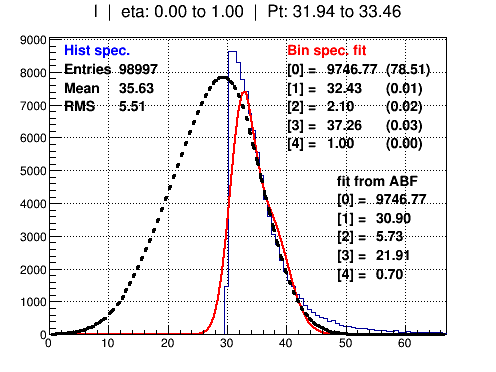 I | eta: 0.00 to 1.00 | Pt: 31.94 to 33.46
Hist spec.
Entries 98997
Mean 35.63
RMS 5.51
Bin spec. fit
[0] = 9746.77 (78.51)
[1] = 32.43 (0.01)
[2] = 2.10 (0.02)
[3] = 37.26 (0.03)
[4] = 1.00 (0.00)
fit from ABF
[0] = 9746.77
[1] = 30.90
[2] = 5.73
[3] = 21.91
[4] = 0.70
9000
8000
7000
6000
5000
4000
3000
2000
1000
0
0 10 20 30 40 50 60